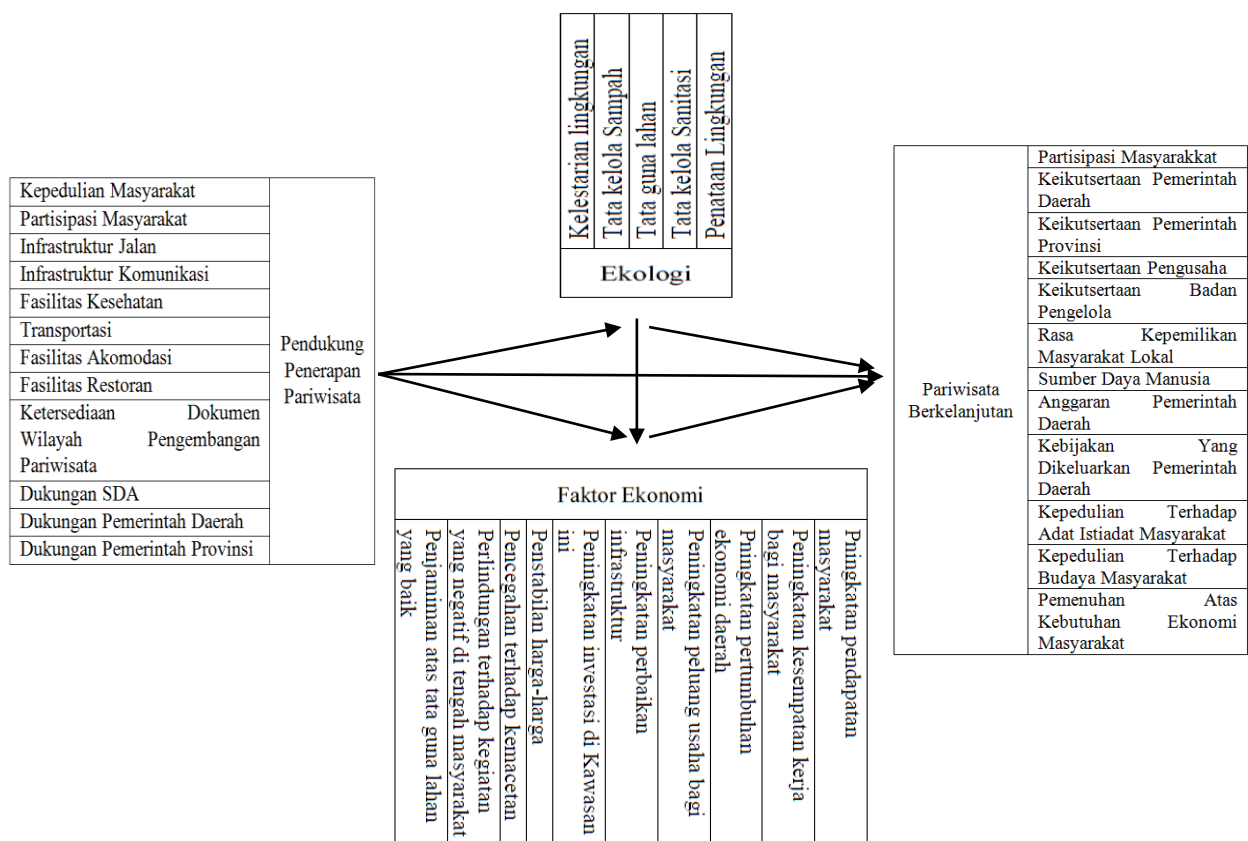 Kelestarian lingkungan
Tata kelola Sampah
Tata guna lahan
Tata kelola Sanitasi
Penataan Lingkungan
Ekologi
Kepedulian Masyarakat
Partisipasi Masyarakat
Infrastruktur Jalan
Infrastruktur Komunikasi
Fasilitas Kesehatan
Transportasi
Fasilitas Akomodasi
Fasilitas Restoran
Ketersediaan Dokumen
Wilayah Pengembangan
Pariwisata
Dukungan SDA
Dukungan Pemerintah Daerah
Dukungan Pemerintah Provinsi
Pendukung
Penerapan
Pariwisata
Pariwisata
Berkelanjutan
Partisipasi Masyarakkat
Keikutsertaan Pemerintah
Daerah
Keikutsertaan Pemerintah
Provinsi
Keikutsertaan Pengusaha
Keikutsertaan Badan
Pengelola
Rasa Kepemilikan
Masyarakat Lokal
Sumber Daya Manusia
Anggaran Pemerintah
Daerah
Kebijakan Yang
Dikeluarkan Pemerintah
Daerah
Kepedulian Terhadap
Adat Istiadat Masyarakat
Kepedulian Terhadap
Budaya Masyarakat
Pemenuhan Atas
Kebutuhan Ekonomi
Masyarakat
Faktor Ekonomi
Pningkatan pendapatan
masyarakat
Peningkatan kesempatan kerja
bagi masyarakat
Pningkatan pertumbuhan
ekonomi daerah
Peningkatan peluang usaha bagi
masyarakat
Peningkatan perbaikan
infrastruktur
Peningkatan investasi di Kawasan
ini
Penstabilan harga-harga
Pencegahan terhadap kemacetan
Perlindungan terhadap kegiatan
yang negatif di tengah masyarakat
Penjamiman atas tata guna lahan
yang baik